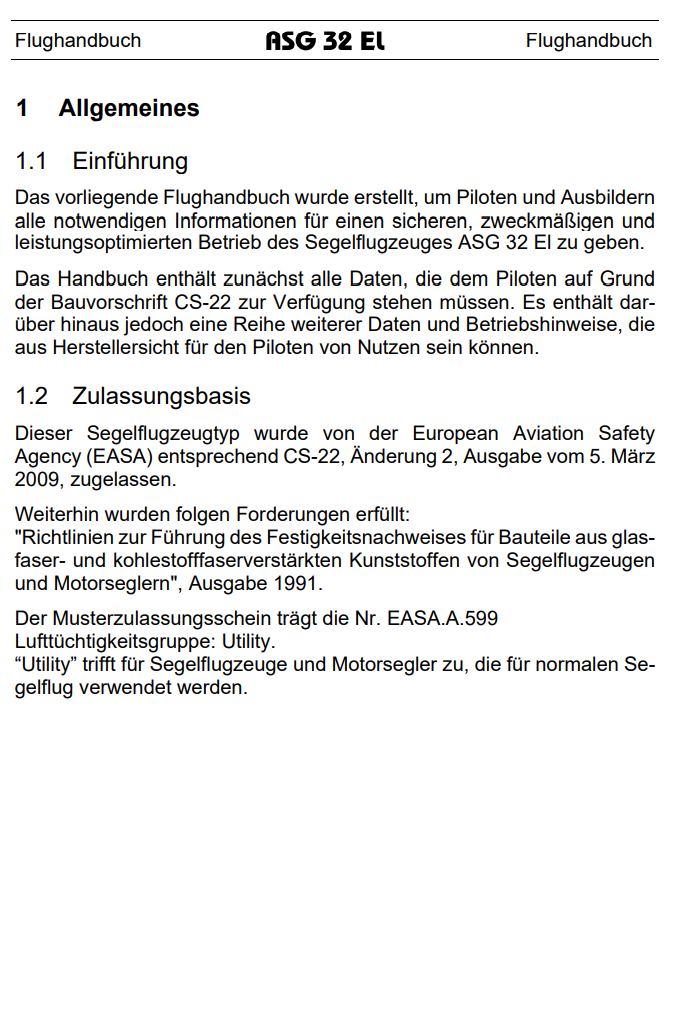 Flughandbuch ASG 32 El Flughandbuch
1 Allgemeines
1.1 Einführung
Das vorliegende Flughandbuch wurde erstellt, um Piloten und Ausbildern
alle notwendigen Informationen für einen sicheren, zweckmäßigen und
leistungsoptimierten Betrieb des Segelflugzeuges ASG 32 El zu geben.
Das Handbuch enthält zunächst alle Daten, die dem Piloten auf Grund
der Bauvorschrift CS-22 zur Verfügung stehen müssen. Es enthält dar-
über hinaus jedoch eine Reihe weiterer Daten und Betriebshinweise, die
aus Herstellersicht für den Piloten von Nutzen sein können.
1.2 Zulassungsbasis
Dieser Segelflugzeugtyp wurde von der European Aviation Safety
Agency (EASA) entsprechend CS-22, Änderung 2, Ausgabe vom 5. März
2009, zugelassen.
Weiterhin wurden folgen Forderungen erfüllt:
"Richtlinien zur Führung des Festigkeitsnachweises für Bauteile aus glas-
faser- und kohlestofffaserverstärkten Kunststoffen von Segelflugzeugen
und Motorseglern", Ausgabe 1991.
Der Musterzulassungsschein trägt die Nr. EASA.A.599
Lufttüchtigkeitsgruppe: Utility.
“Utility” trifft für Segelflugzeuge und Motorsegler zu, die für normalen Se-
gelflug verwendet werden.